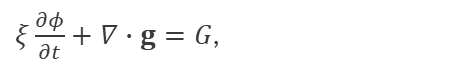 ξ ∂ϕ/∂t + ∇ · 𝐠 = G,